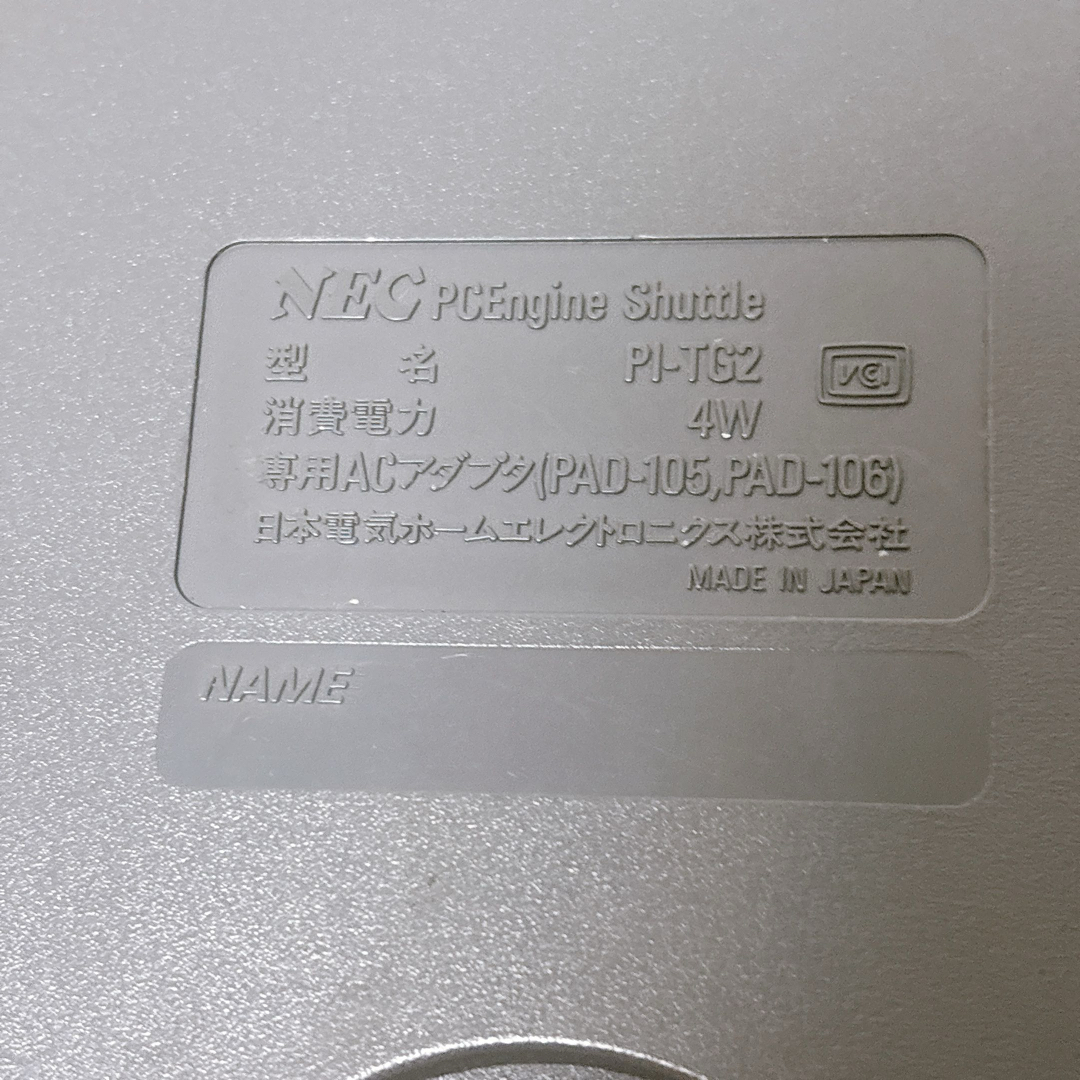 NEC PCEngine Shuttle
型 名 PI-TG2
VCI
消費電力 4W
専用ACアダプタ(PAD-105,PAD-106)
日本電気ホームエレクトロニクス株式会社
MADE IN JAPAN
NAME